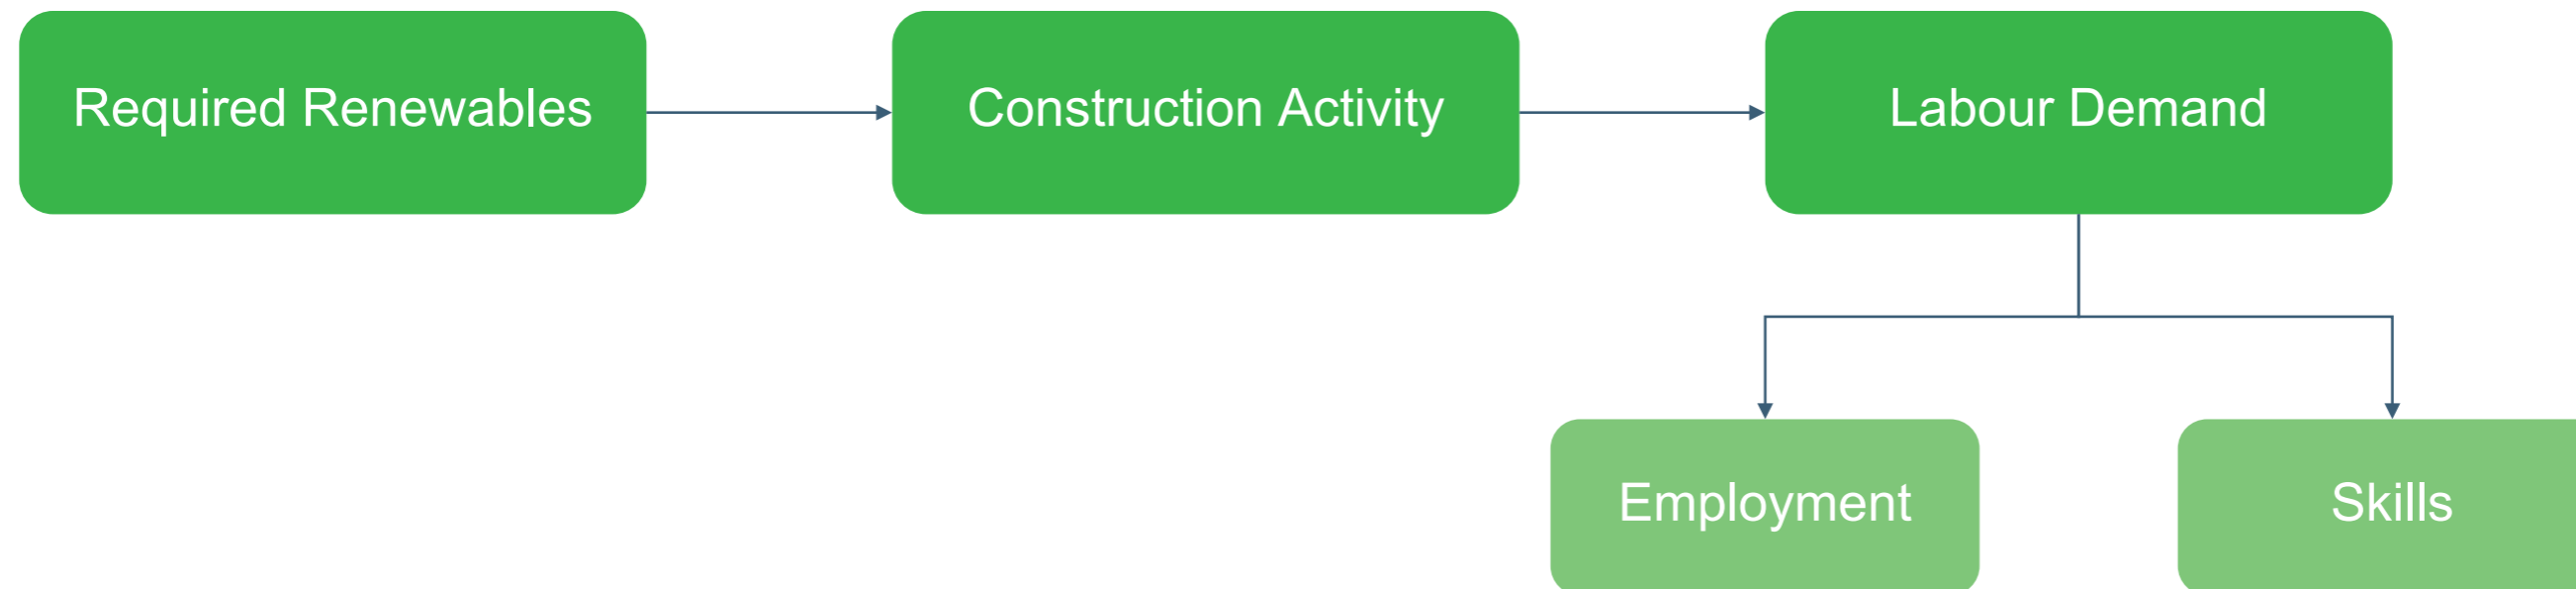 Required Renewables
Construction Activity
Labour Demand
Employment
Skills